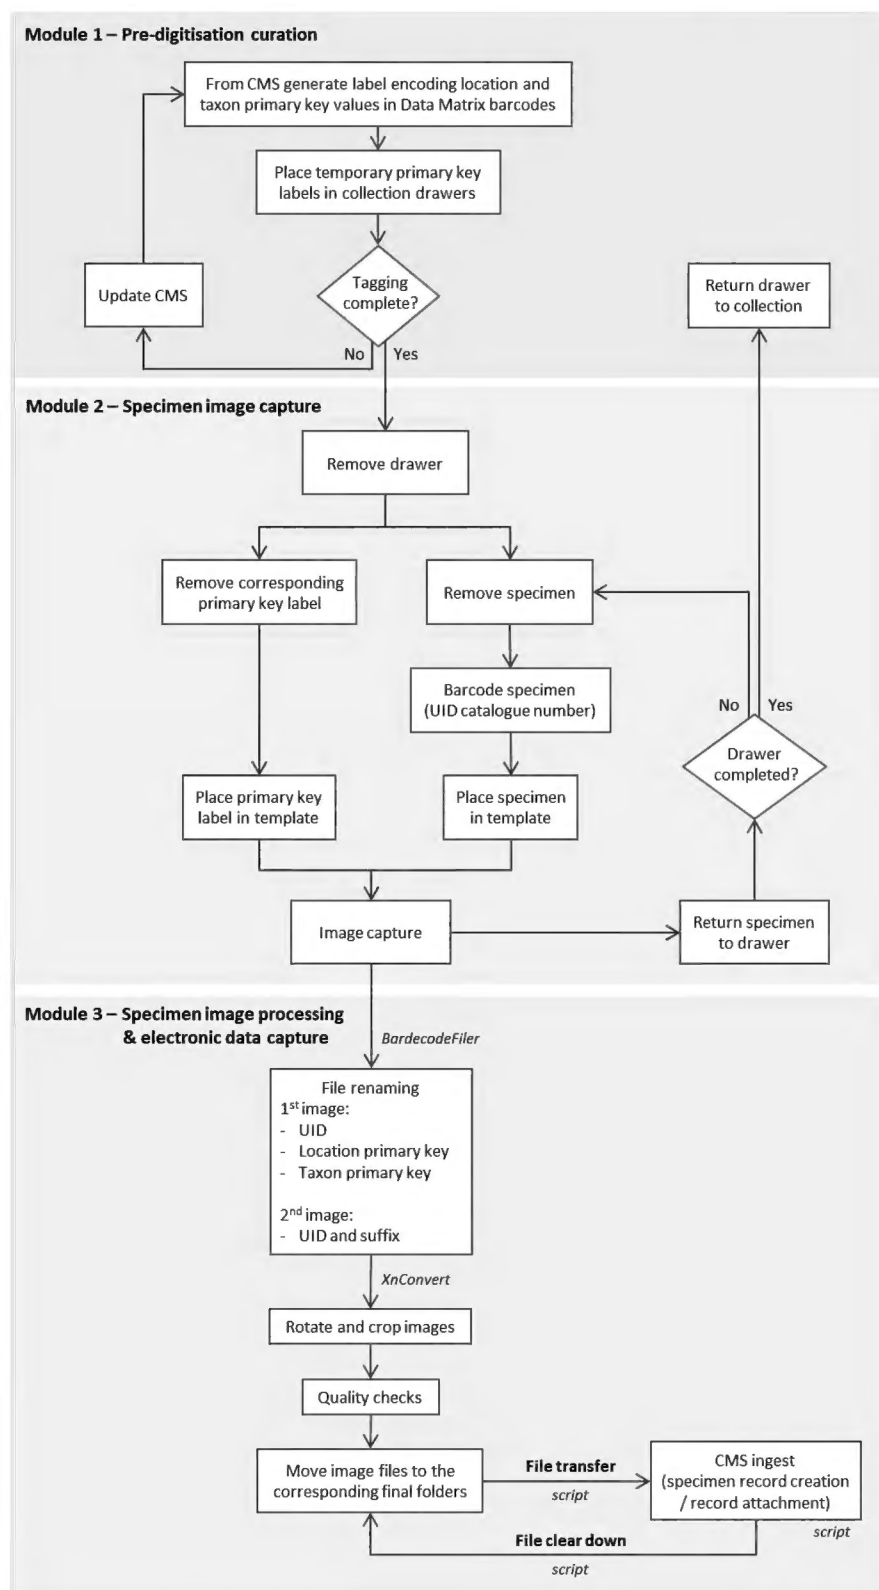 Module 1 – Pre-digitisation curation
From CMS generate label encoding location and
taxon primary key values in Data Matrix barcodes
Place temporary primary key
labels in collection drawers
Update CMS
Tagging
complete?
Return drawer
to collection
No
Yes
Module 2 – Specimen image capture
Remove drawer
Remove corresponding
primary key label
Remove specimen
Barcode specimen
(UID catalogue number)
No
Yes
Drawer
completed?
Place primary key
label in template
Place specimen
in template
Image capture
Return specimen
to drawer
Module 3 – Specimen image processing
& electronic data capture
BardecodeFiler
File renaming
1st image:
- UID
- Location primary key
- Taxon primary key
2nd image:
- UID and suffix
XnConvert
Rotate and crop images
Quality checks
Move image files to the
corresponding final folders
File transfer
script
CMS ingest
(specimen record creation
/ record attachment)
script
File clear down
script